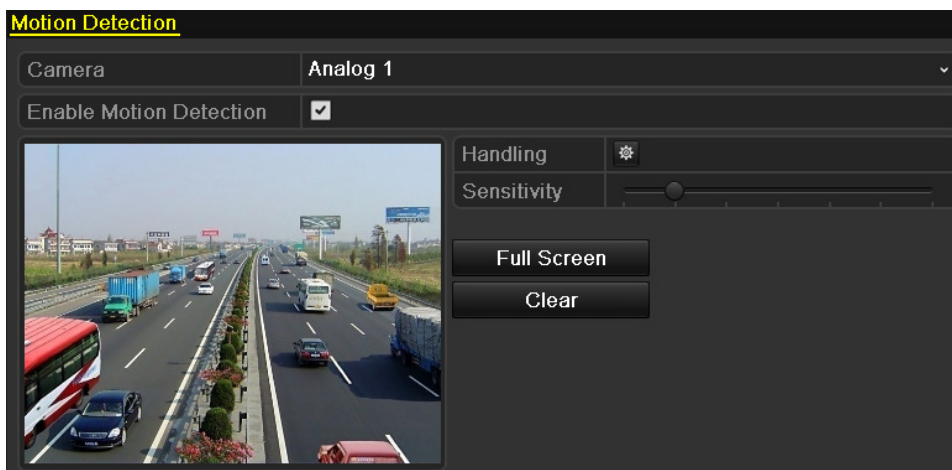 Motion Detection
Camera
Analog 1
Enable Motion Detection
Handling
Sensitivity
Full Screen
Clear